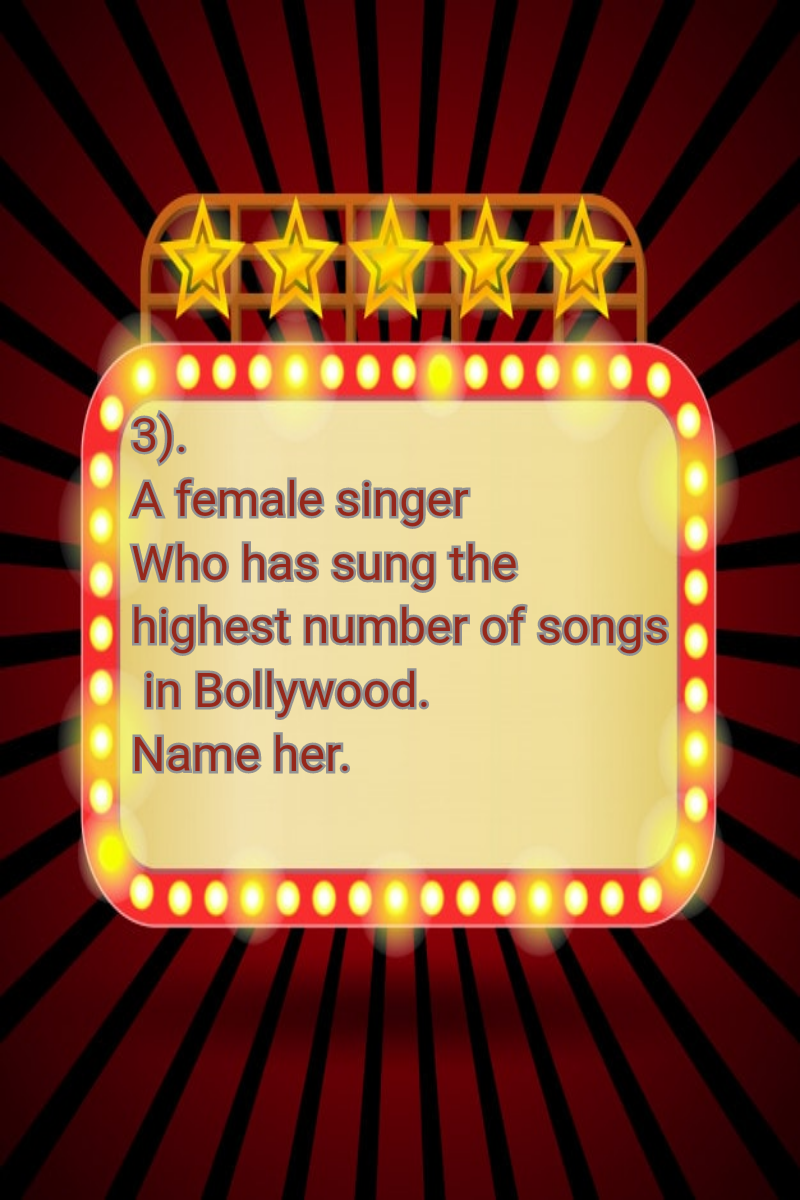 3).
A female singer
Who has sung the
highest number of songs
in Bollywood.
Name her.